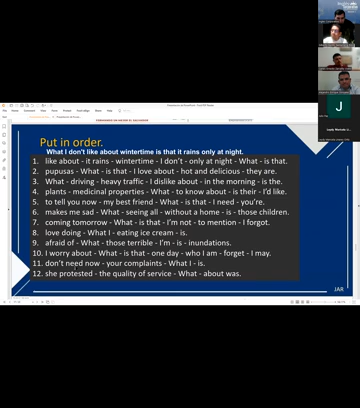 Put in order.
What I don't like about wintertime is that it rains only at night.
1. like about - it rains - wintertime - I don't - only at night - What - is that.
2. pupusas - What - is that - I love about - hot and delicious - they are.
3. What - driving - heavy traffic - I dislike about - in the morning - is the.
4. plants - medicinal properties - What - to know about - is their - I'd like.
5. to tell you now - my best friend - What - is that - I need - you're.
6. makes me sad - What - seeing all - without a home - is - those children.
7. coming tomorrow - What - is that - I'm not - to mention - I forgot.
8. love doing - What I - eating ice cream - is.
9. afraid of - What - those terrible - I'm - is - inundations.
10. I worry about - What - is that - one day - who I am - forget - I may.
11. don't need now - your complaints - What I - is.
12. she protested - the quality of service - What - about was.
JAR
J